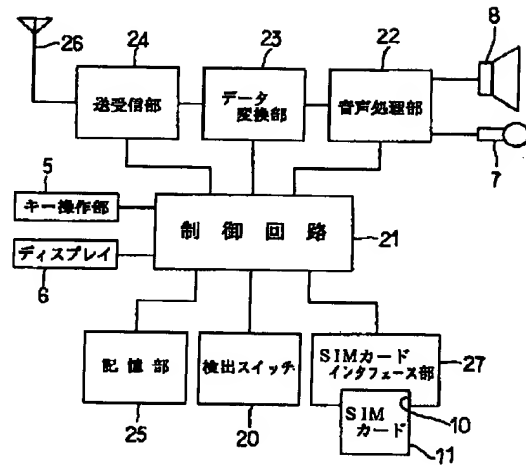 26
24
23
22
8
送受信部
データ
変換部
音声処理部
7
5
キー操作部
制御回路
21
ディスプレイ
6
記憶部
検出スイッチ
SIMカード
インタフェース部
27
SIM
カード
10
25
20
11